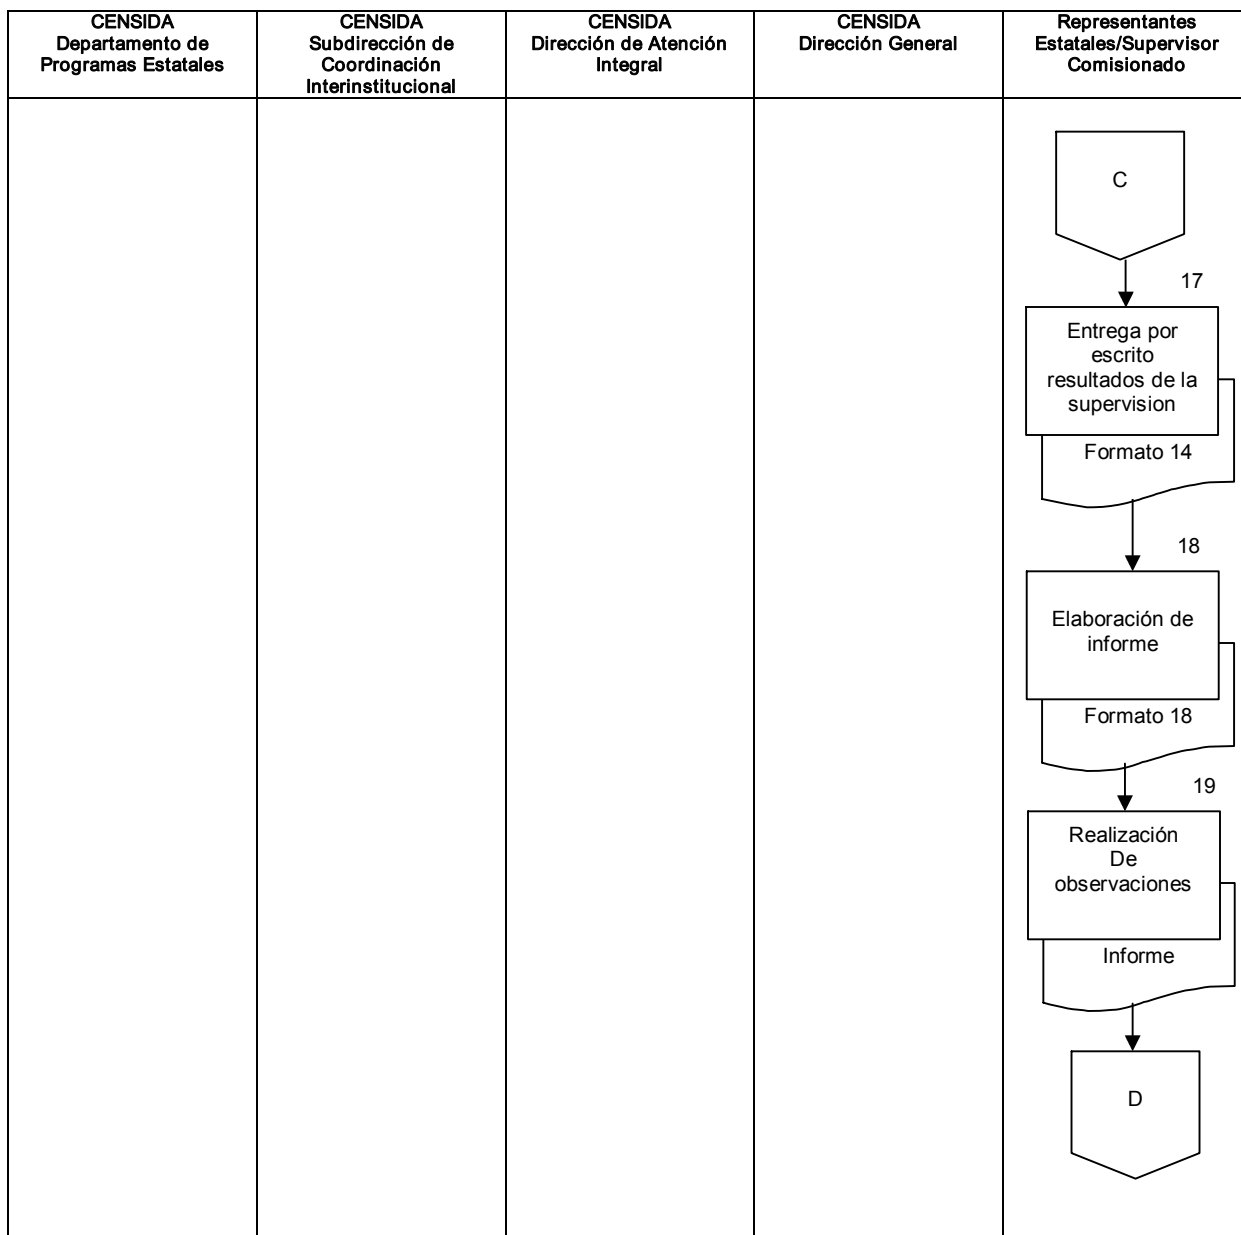 CENSIDA
Departamento de
Programas Estatales
CENSIDA
Subdirección de
Coordinación
Interinstitucional
CENSIDA
Dirección de Atención
Integral
CENSIDA
Dirección General
Representantes
Estatales/Supervisor
Comisionado
C
17
Entrega por
escrito
resultados de la
supervision
Formato 14
18
Elaboración de
informe
Formato 18
19
Realización
De
observaciones
Informe
D